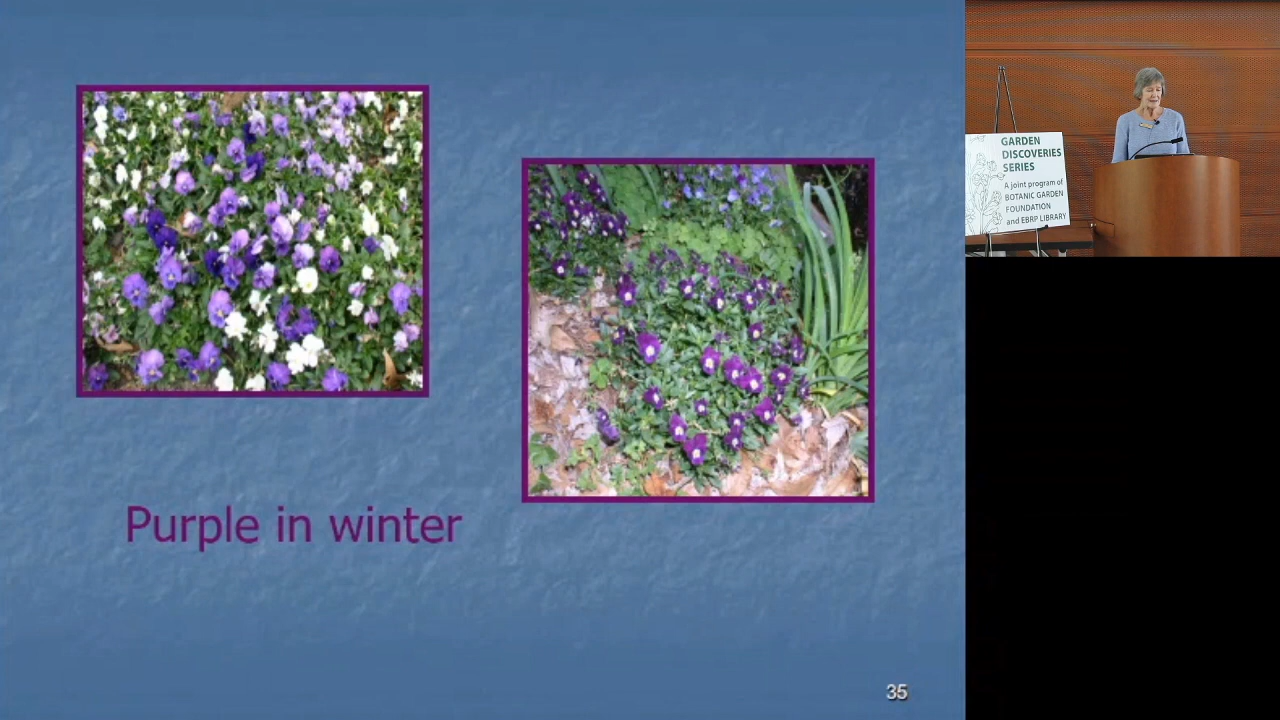 Purple in winter
35
GARDEN
DISCOVERIES
SERIES
A joint program of
BOTANIC GARDEN
FOUNDATION
and EBRP LIBRARY